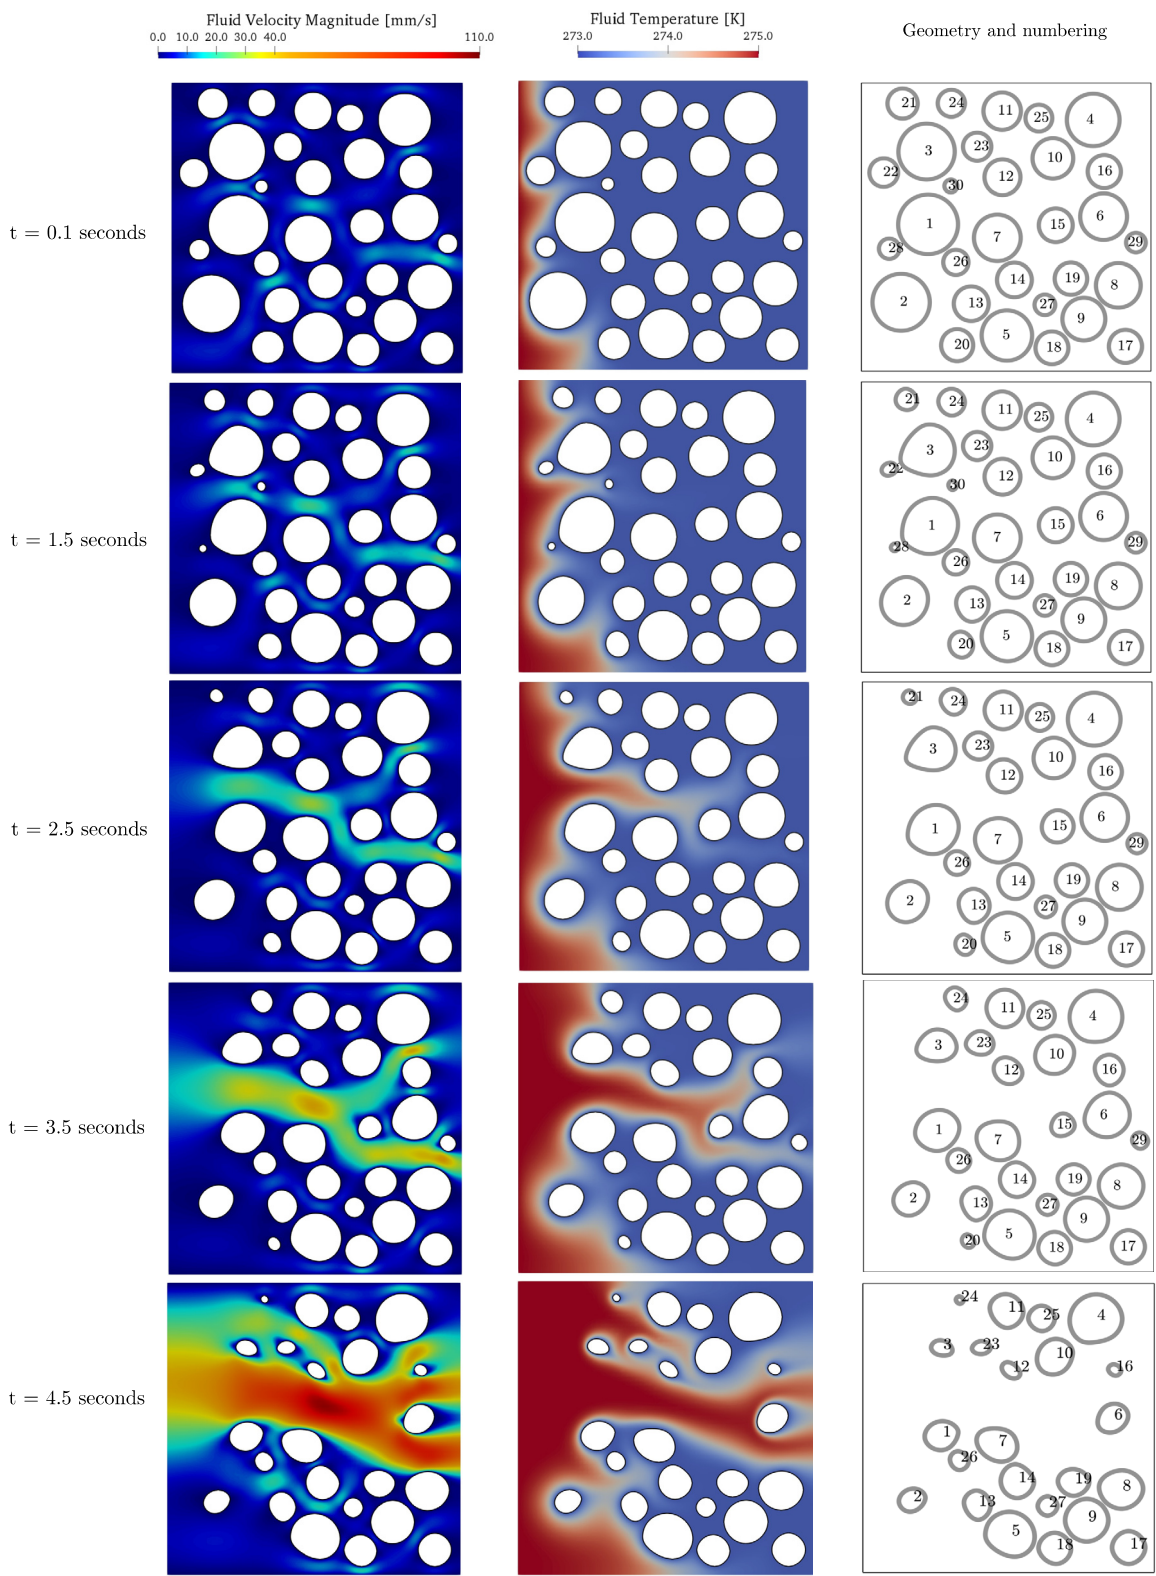 Fluid Velocity Magnitude [mm/s]
0.0 10.0 20.0 30.0 40.0 110.0
Fluid Temperature [K]
273.0 274.0 275.0
Geometry and numbering
t = 0.1 seconds
21 24 11 25 4
3 23 10
22 30 12 16
1 7 15 6
28 26 29
2 13 14 27 19 8
20 5 18 9 17
t = 1.5 seconds
21 24 11 25 4
3 23 10
22 30 12 16
1 7 15 6
28 26 29
2 13 14 27 19 8
20 5 18 9 17
t = 2.5 seconds
21 24 11 25 4
3 23 10
12 16
1 7 15 6
26 29
2 13 14 27 19 8
20 5 18 9 17
t = 3.5 seconds
24 11 25 4
3 23 10
12 16
1 7 15 6
26 29
2 13 14 27 19 8
20 5 18 9 17
t = 4.5 seconds
24 11 25 4
3 23 10
12 16
1 7 6
26
2 13 14 27 19 8
5 18 9 17